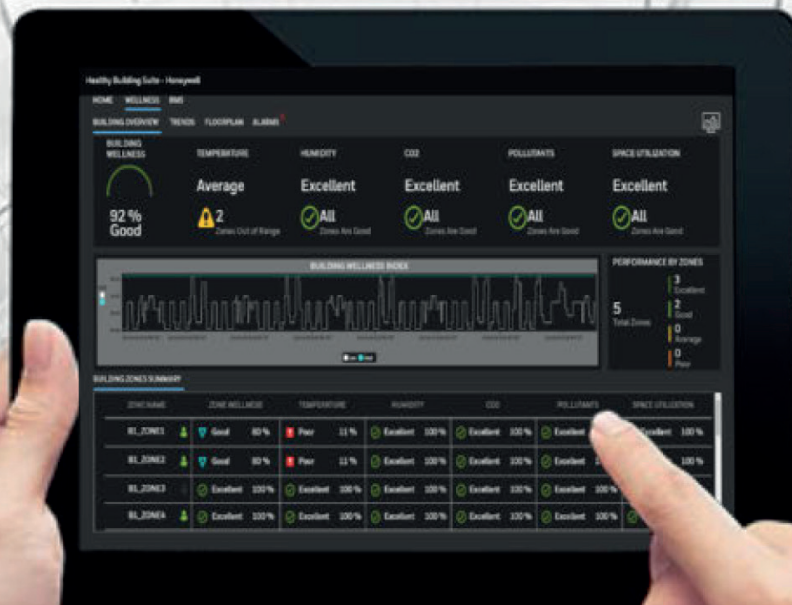 Healthy Building Suite - Honeywell
HOME WELLNESS BMS
BUILDING OVERVIEW TRENDS FLOORPLAN ALARMS
BUILDING WELLNESS
92 % Good
TEMPERATURE
Average
2 Zones Out of Range
HUMIDITY
Excellent
All Zones Are Good
CO2
Excellent
All Zones Are Good
POLLUTANTS
Excellent
All Zones Are Good
SPACE UTILIZATION
Excellent
All Zones Are Good
BUILDING WELLNESS INDEX
PERFORMANCE BY ZONES
5 Total Zones
3 Excellent
2 Good
0 Average
0 Poor
BUILDING ZONES SUMMARY
ZONE NAME ZONE WELLNESS TEMPERATURE HUMIDITY CO2 POLLUTANTS SPACE UTILIZATION
B1_ZONE1 Good 80 % Poor 11 % Excellent 100 % Excellent 100 % Excellent Excellent 100 %
B1_ZONE2 Good 80 % Poor 11 % Excellent 100 % Excellent 100 % Excellent 100 %
B1_ZONE3 Excellent 100 % Excellent 100 % Excellent 100 % Excellent 100 % Excellent
B1_ZONE4 Excellent 100 % Excellent 100 % Excellent 100 % Excellent 100 % Excellent 100 %